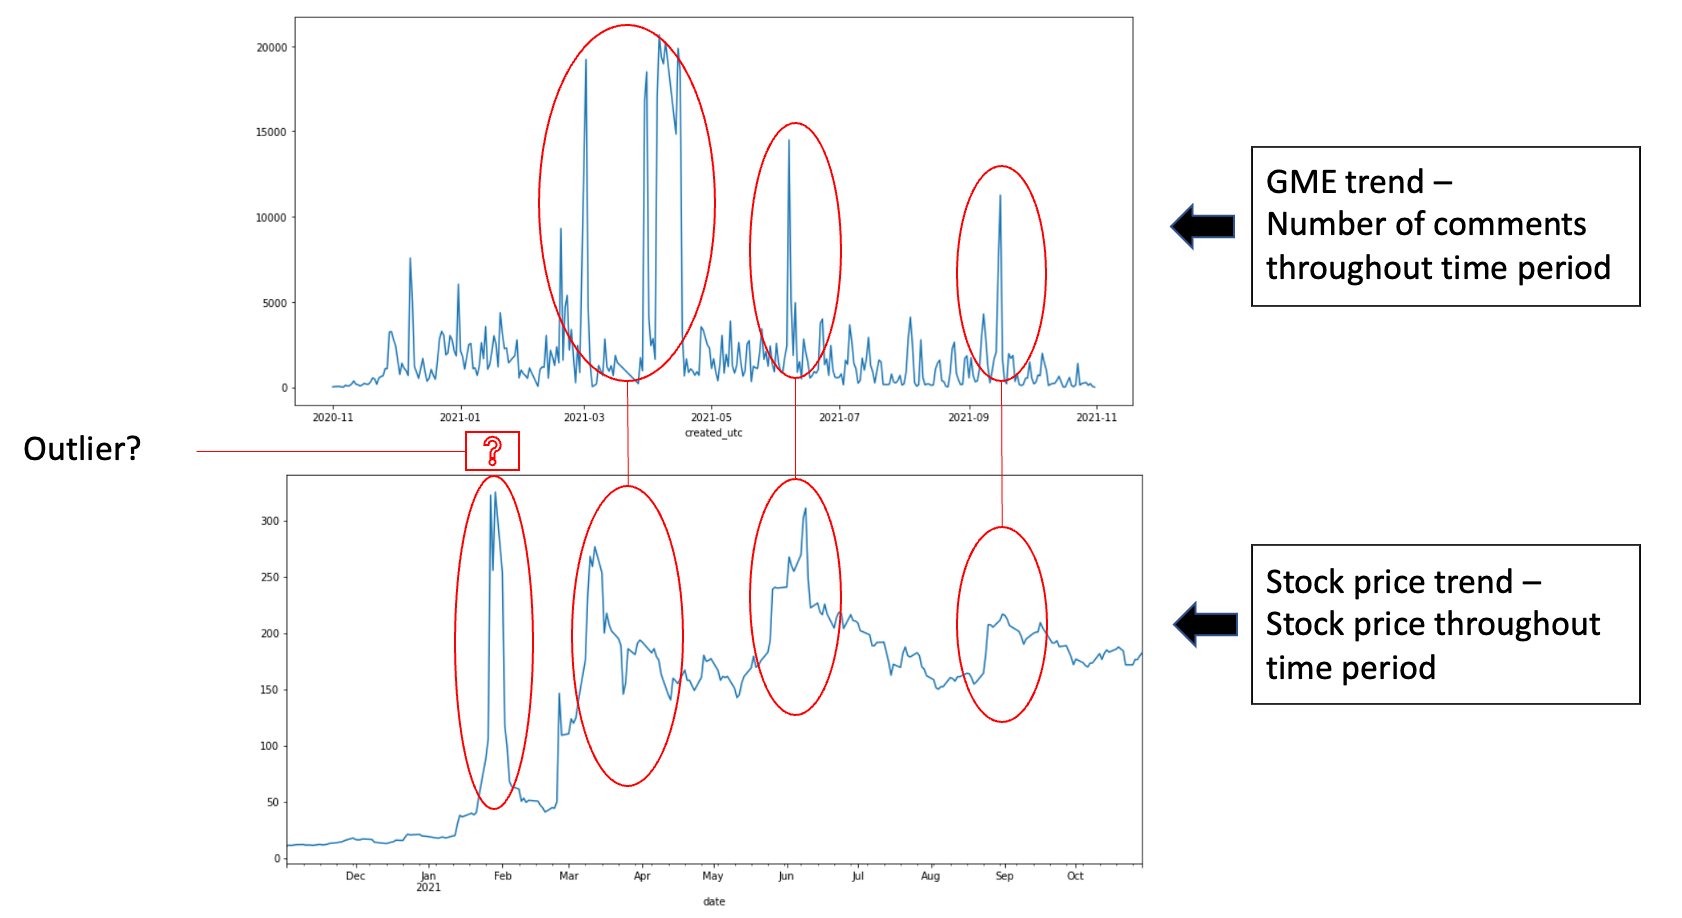 20000
15000
10000
5000
0
2020-11 2021-01 2021-03 2021-05 2021-07 2021-09 2021-11
created_utc
GME trend –
Number of comments
throughout time period
Outlier?
?
300
250
200
150
100
50
0
Dec Jan Feb Mar Apr May Jun Jul Aug Sep Oct
2021
date
Stock price trend –
Stock price throughout
time period